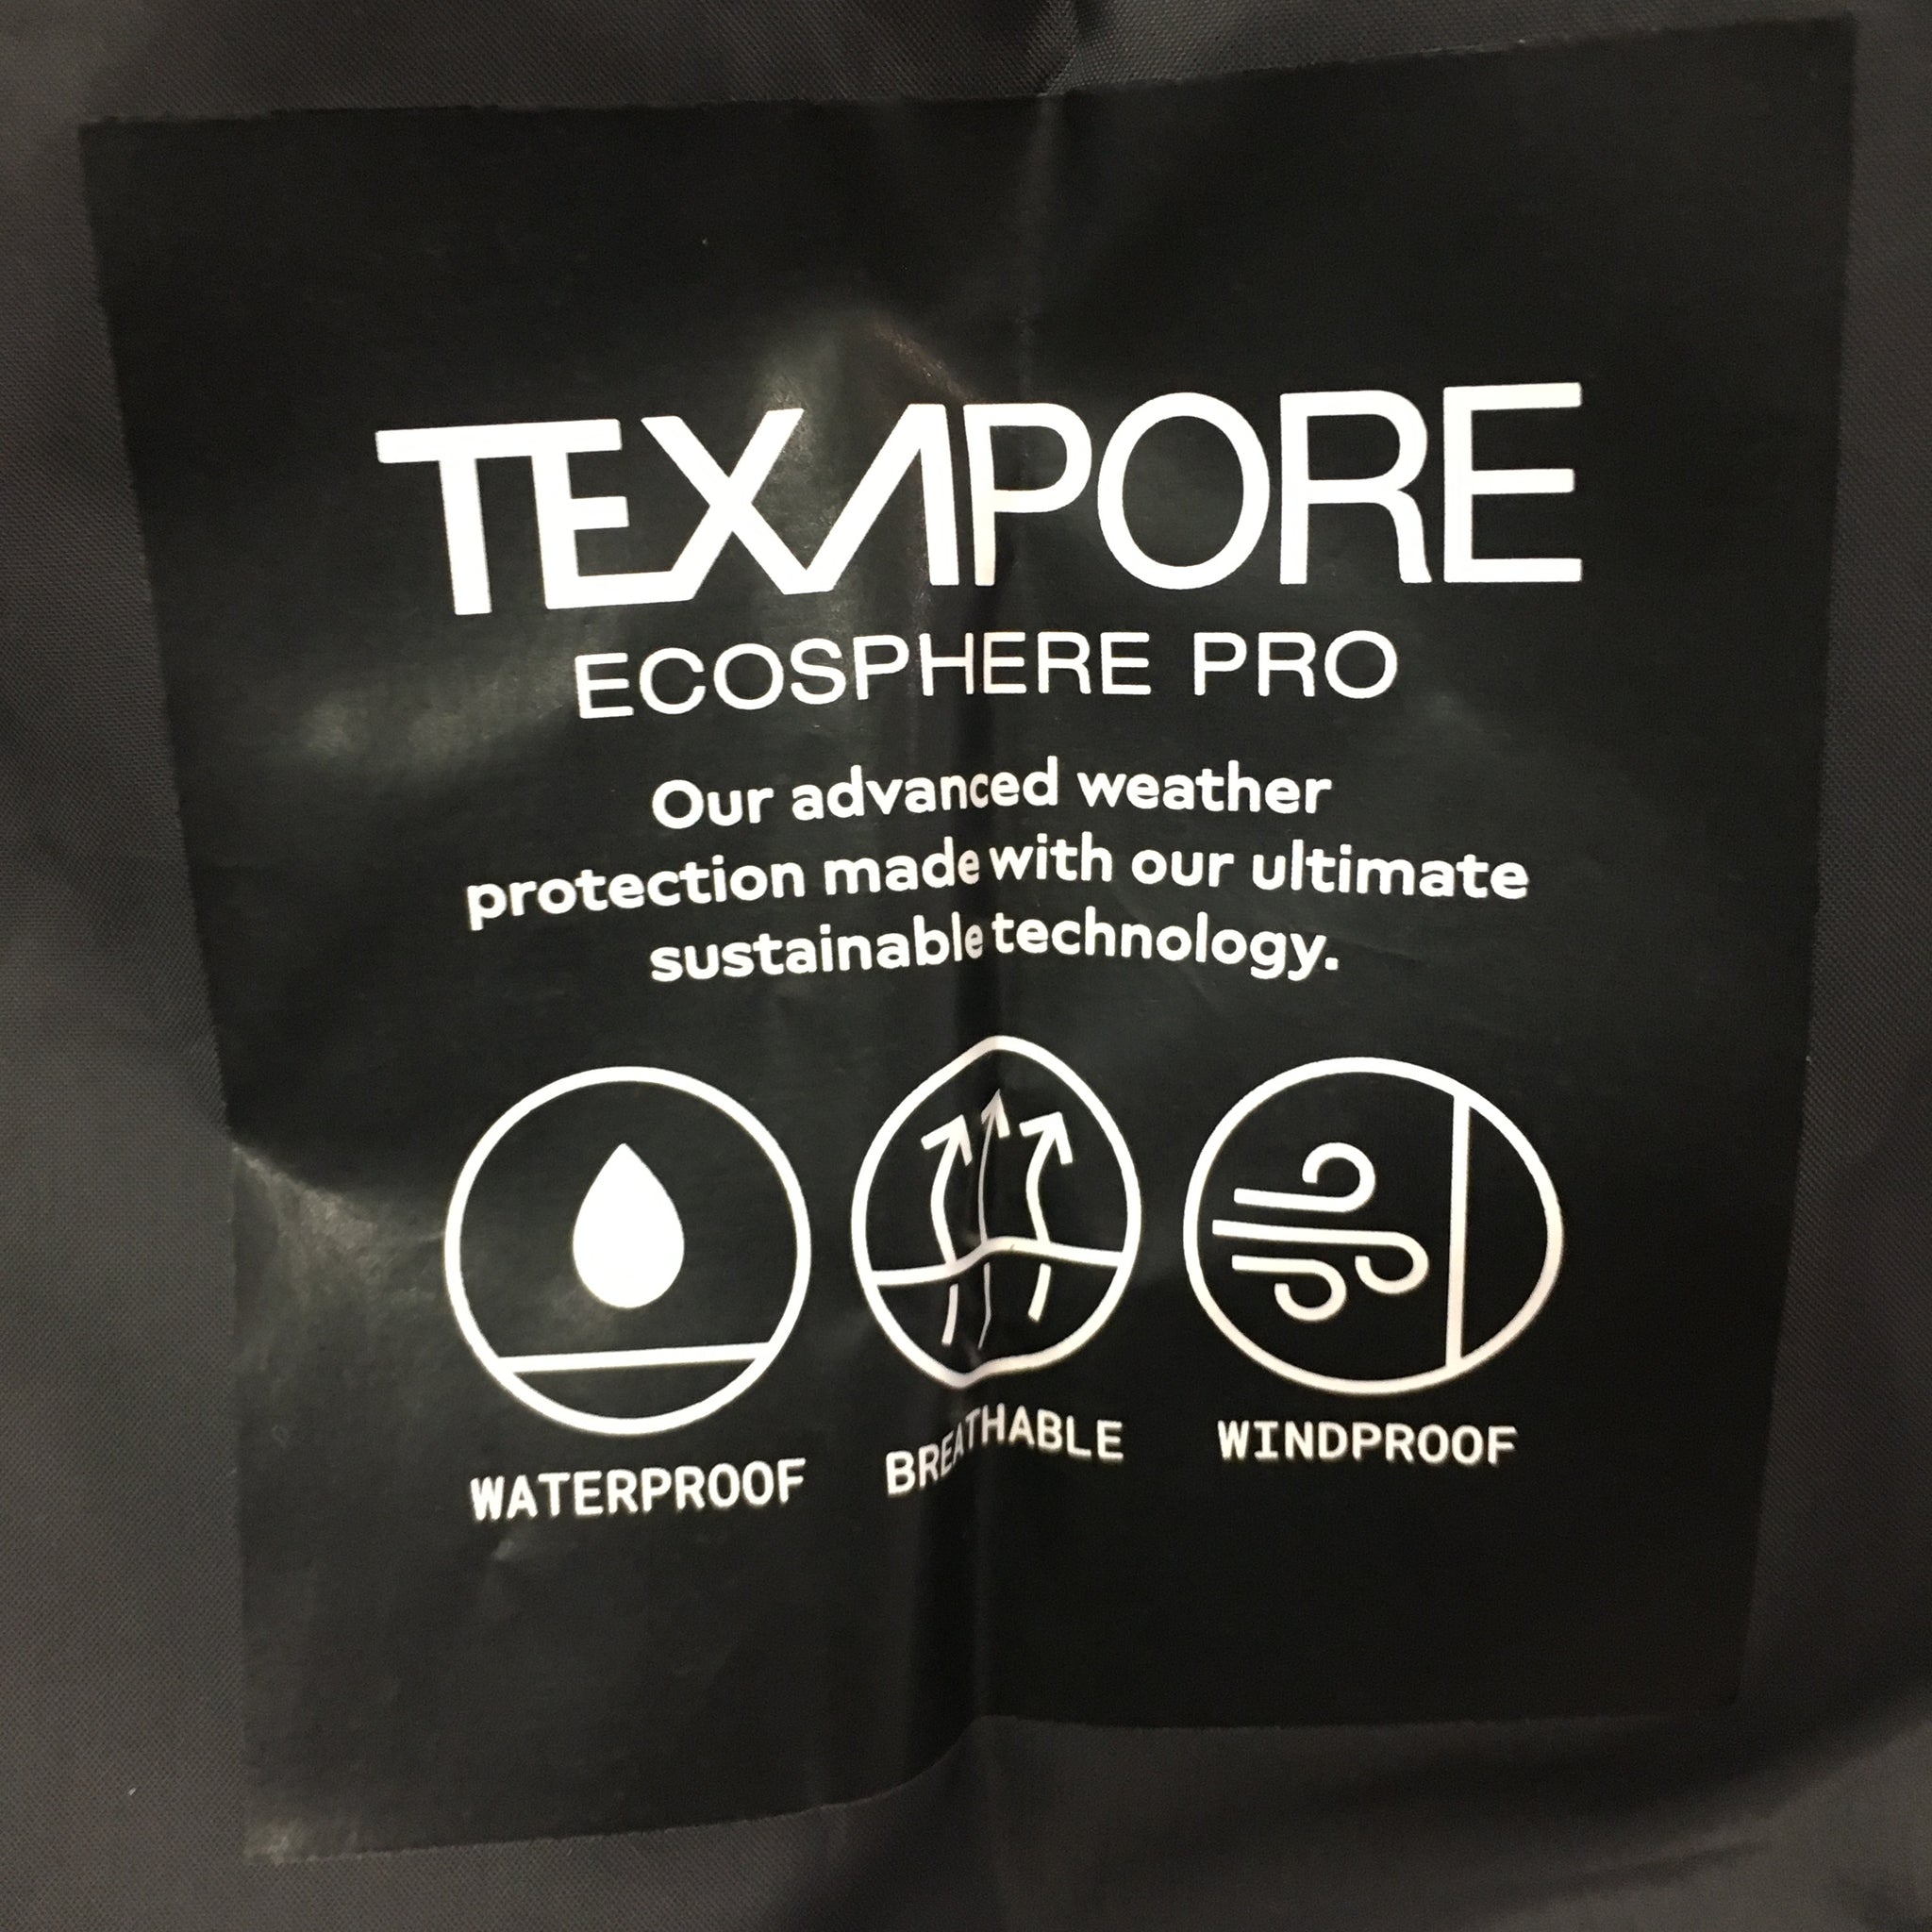 TEXAPORE
ECOSPHERE PRO
Our advanced weather
protection made with our ultimate
sustainable technology.
WATERPROOF BREATHABLE WINDPROOF